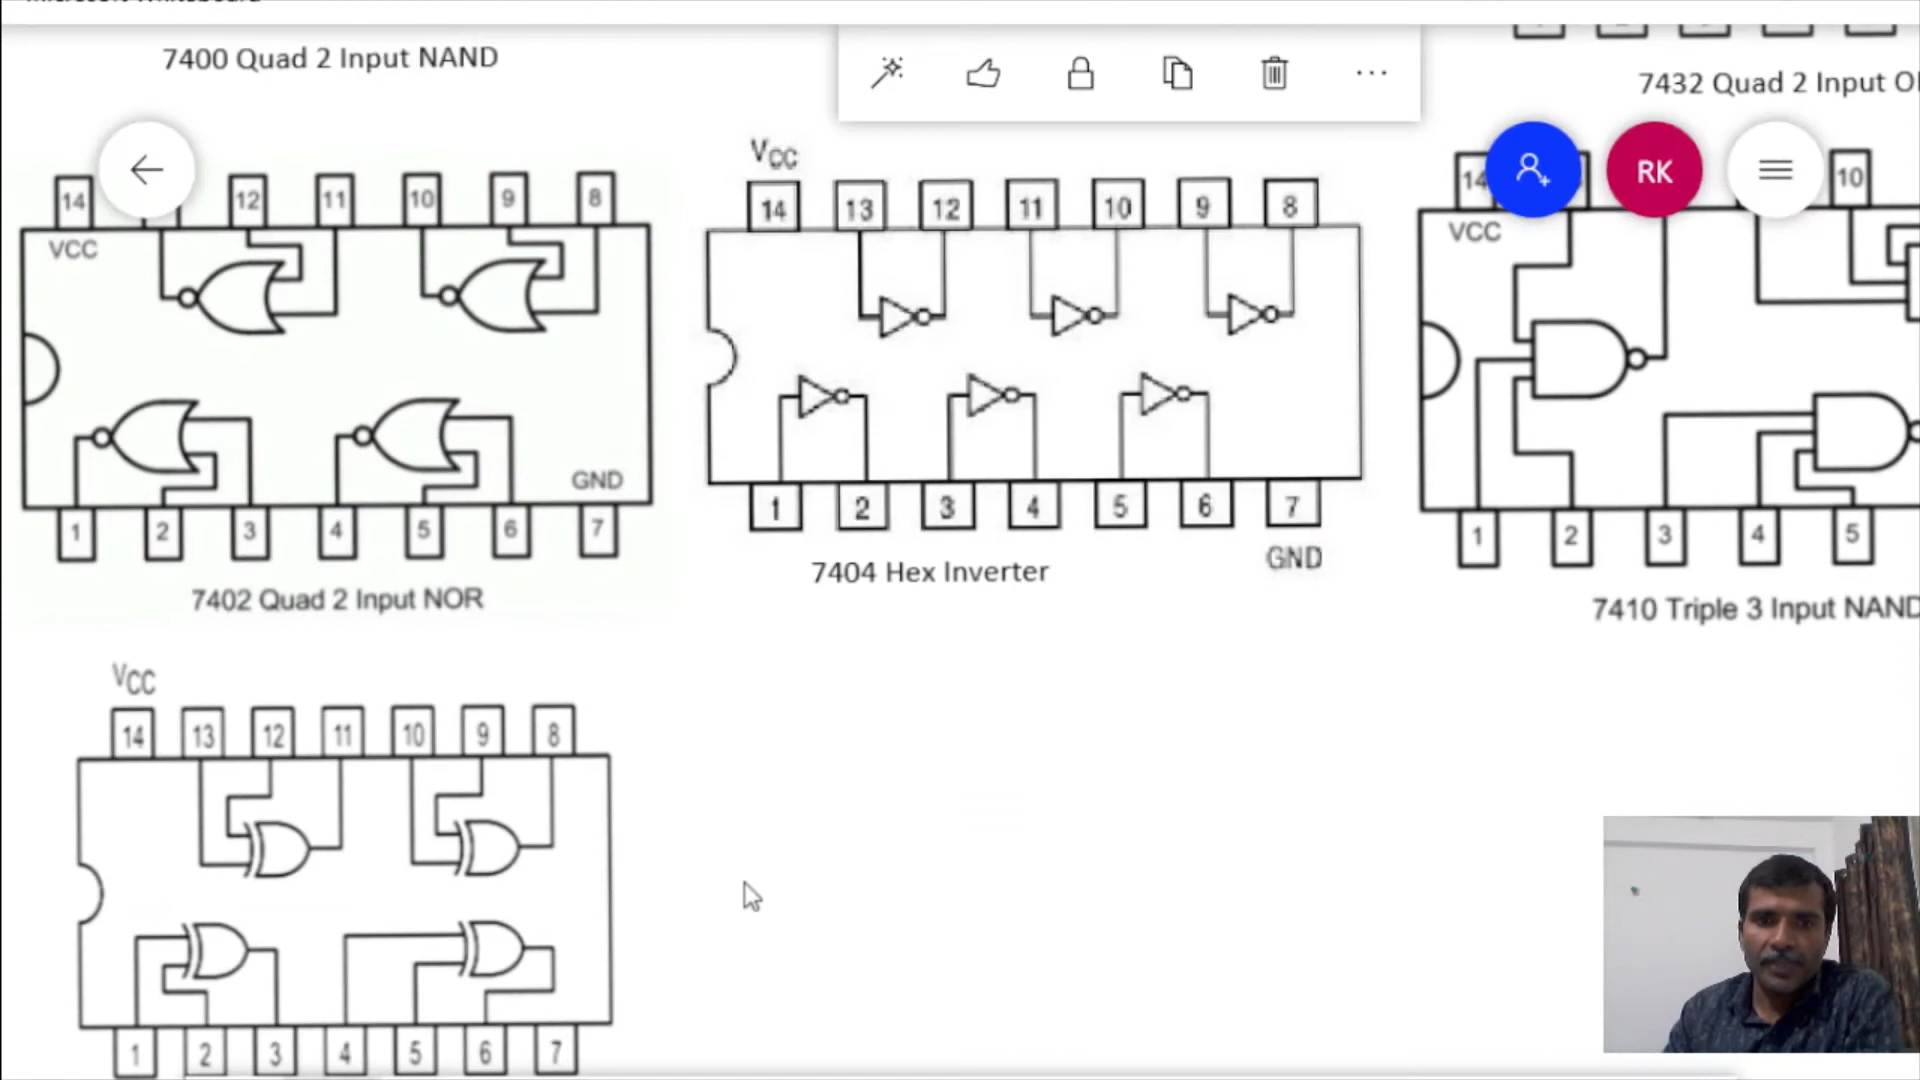 7400 Quad 2 Input NAND
7432 Quad 2 Input
14 12 11 10 9 8
VCC
GND
1 2 3 4 5 6 7
7402 Quad 2 Input NOR
VCC
14 13 12 11 10 9 8
1 2 3 4 5 6 7
GND
7404 Hex Inverter
RK
14 10
VCC
1 2 3 4 5
7410 Triple 3 Input NAND
VCC
14 13 12 11 10 9 8
1 2 3 4 5 6 7